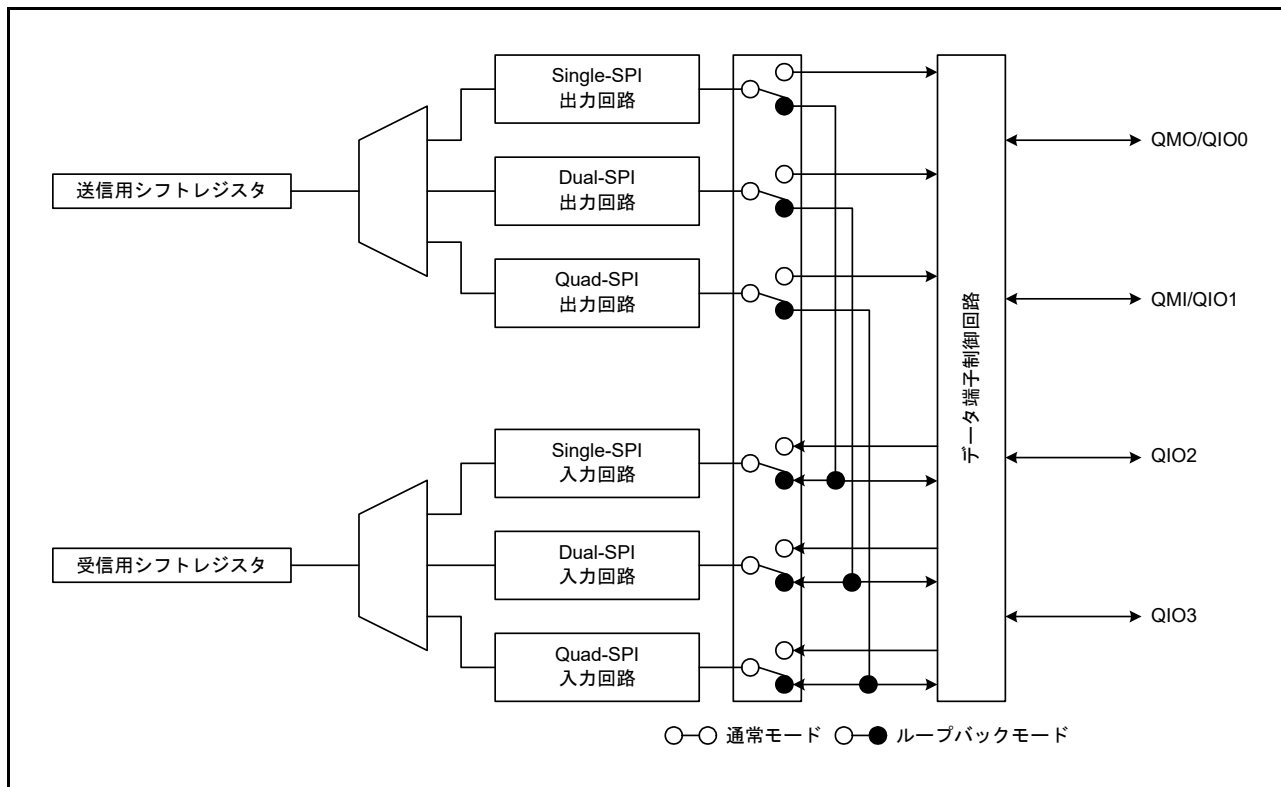 Single-SPI
出力回路
QMO/QIO0
送信用シフトレジスタ
Dual-SPI
出力回路
Quad-SPI
出力回路
QMI/QIO1
データ端子制御回路
Single-SPI
入力回路
QIO2
受信用シフトレジスタ
Dual-SPI
入力回路
QIO3
Quad-SPI
入力回路
通常モード
ループバックモード